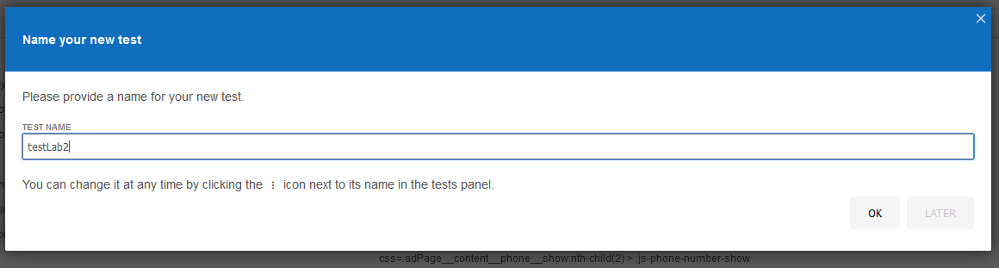 Name your new test
Please provide a name for your new test.
TEST NAME
testLab2
You can change it at any time by clicking the ⋮ icon next to its name in the tests panel.
OK
LATER
css=.adPage__content__phone__show:nth-child(2) > .js-phone-number-show